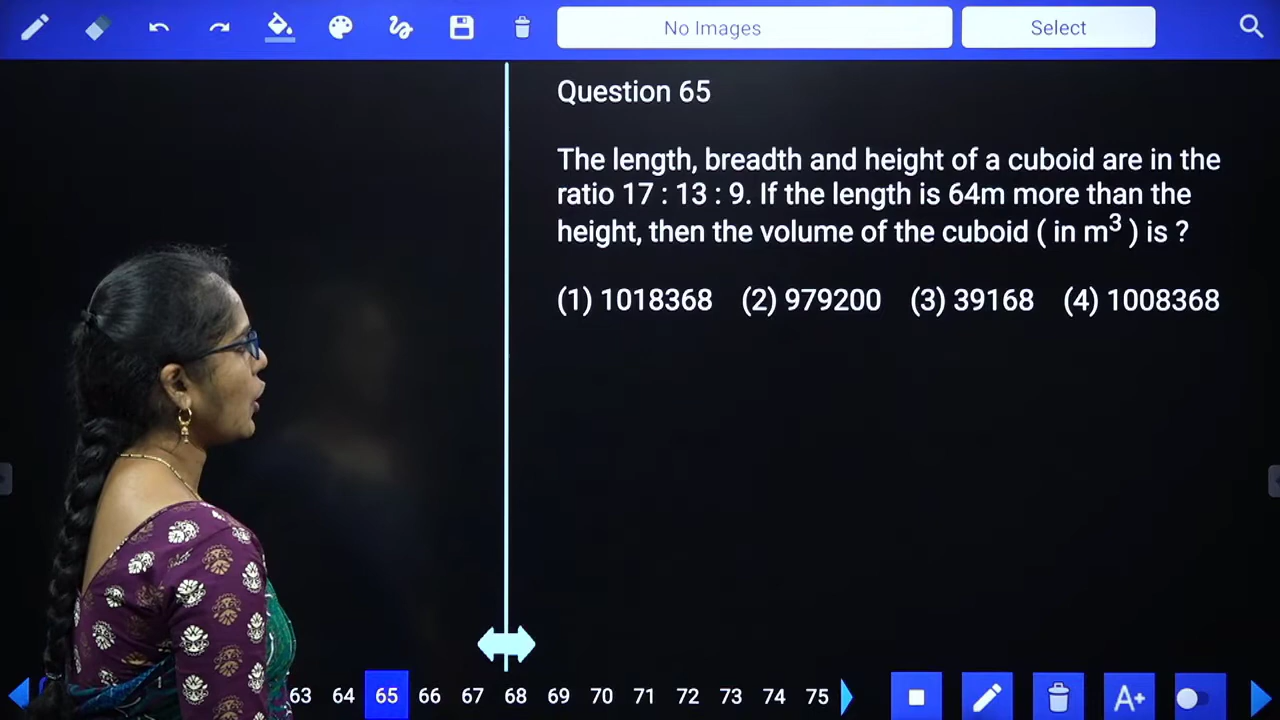 No Images Select
Question 65
The length, breadth and height of a cuboid are in the
ratio 17 : 13 : 9. If the length is 64m more than the
height, then the volume of the cuboid ( in m³ ) is ?
(1) 1018368 (2) 979200 (3) 39168 (4) 1008368
63 64 65 66 67 68 69 70 71 72 73 74 75
A+